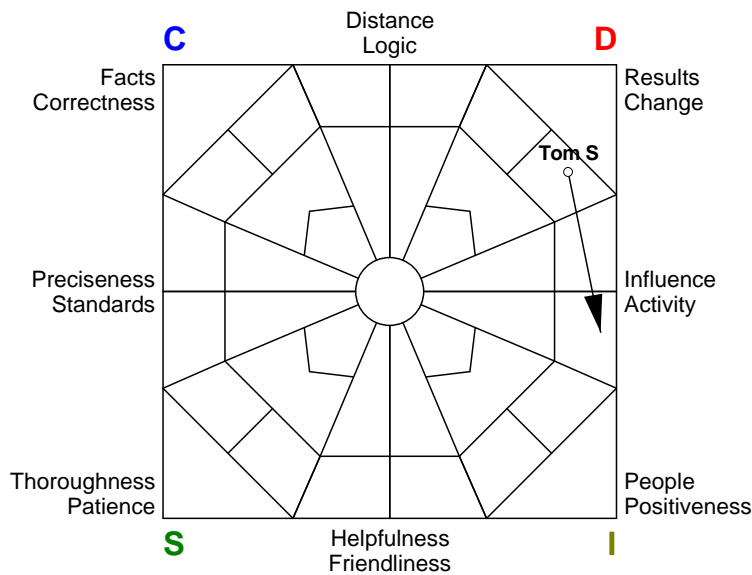 C
Distance
Logic
D
Facts
Correctness
Results
Change
Tom S
Preciseness
Standards
Influence
Activity
Thoroughness
Patience
People
Positiveness
S
Helpfulness
Friendliness
I